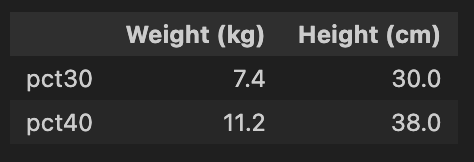 Weight (kg) Height (cm)
pct30 7.4 30.0
pct40 11.2 38.0